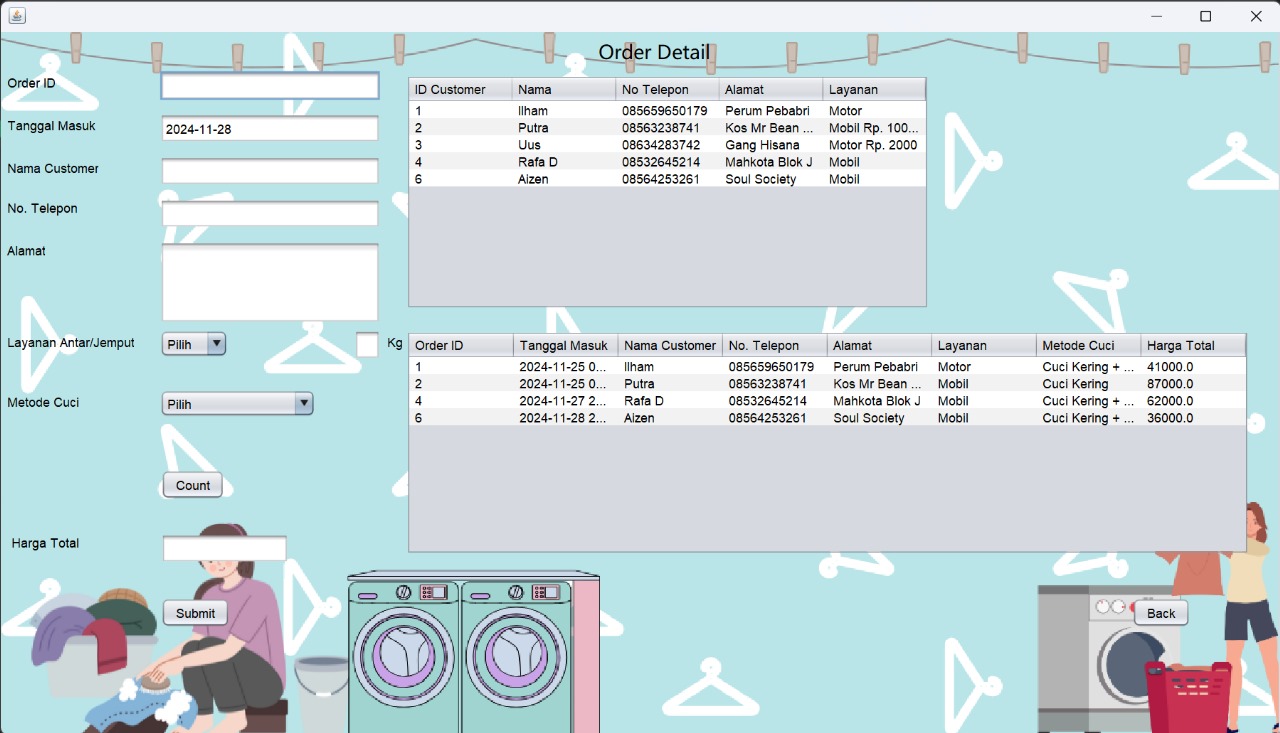 Order Detail
Order ID
Tanggal Masuk 2024-11-28
Nama Customer
No. Telepon
Alamat
Layanan Antar/Jemput Pilih Kg
Metode Cuci Pilih
Count
Harga Total
Submit
ID Customer Nama No Telepon Alamat Layanan
1 Ilham 085659650179 Perum Pebabri Motor
2 Putra 08563238741 Kos Mr Bean ... Mobil Rp. 100...
3 Uus 08634283742 Gang Hisana Motor Rp. 2000
4 Rafa D 08532645214 Mahkota Blok J Mobil
6 Aizen 08564253261 Soul Society Mobil
Order ID Tanggal Masuk Nama Customer No. Telepon Alamat Layanan Metode Cuci Harga Total
1 2024-11-25 0... Ilham 085659650179 Perum Pebabri Motor Cuci Kering + ... 41000.0
2 2024-11-25 0... Putra 08563238741 Kos Mr Bean ... Mobil Cuci Kering 87000.0
4 2024-11-27 2... Rafa D 08532645214 Mahkota Blok J Mobil Cuci Kering + ... 62000.0
6 2024-11-28 2... Aizen 08564253261 Soul Society Mobil Cuci Kering + ... 36000.0
Back